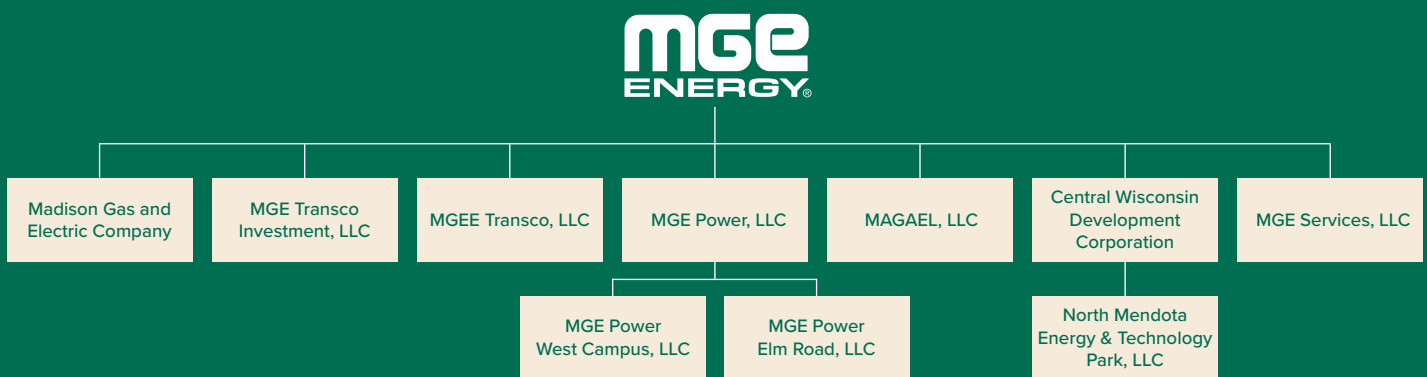 mGe
ENERGY®
Madison Gas and
Electric Company
MGE Transco
Investment, LLC
MGEE Transco, LLC
MGE Power, LLC
MAGAEL, LLC
Central Wisconsin
Development
Corporation
MGE Services, LLC
MGE Power
West Campus, LLC
MGE Power
Elm Road, LLC
North Mendota
Energy & Technology
Park, LLC